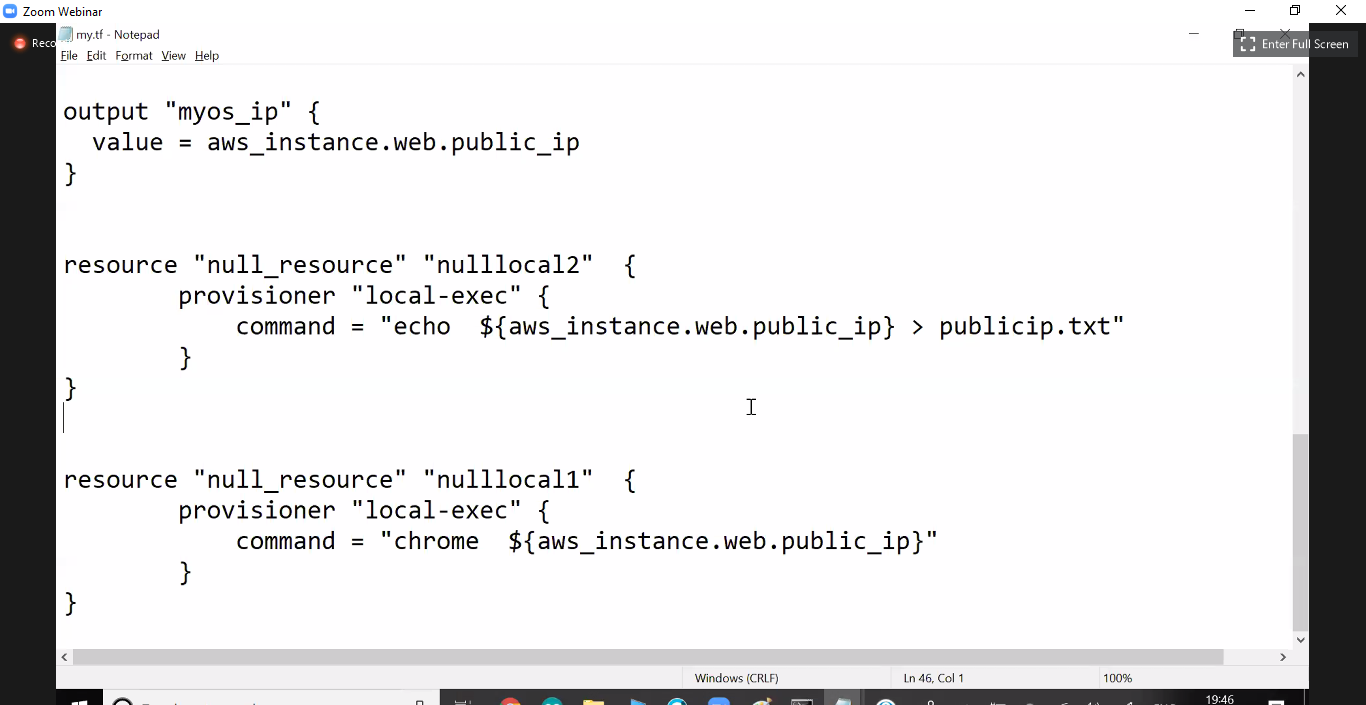 Zoom Webinar
Reco
my.tf - Notepad
Enter Full Screen
File Edit Format View Help
output "myos_ip" {
  value = aws_instance.web.public_ip
}
resource "null_resource" "nulllocal2"  {
        provisioner "local-exec" {
            command = "echo  ${aws_instance.web.public_ip} > publicip.txt"
        }
}
resource "null_resource" "nulllocal1"  {
        provisioner "local-exec" {
            command = "chrome  ${aws_instance.web.public_ip}"
        }
}
Windows (CRLF)
Ln 46, Col 1
100%
19:46